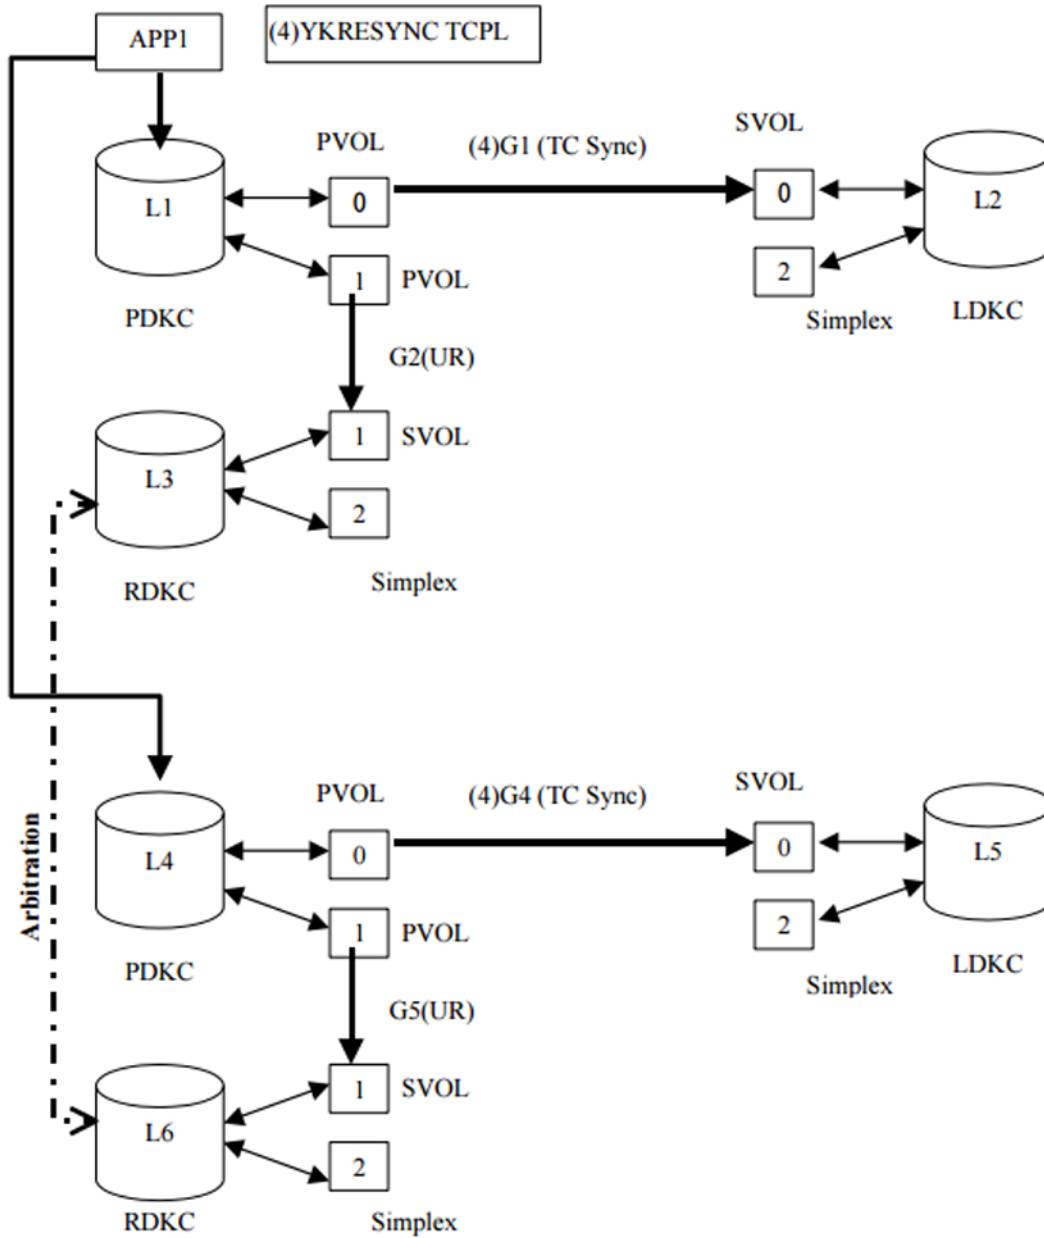 APP1
(4)YKRESYNC TCPL
PVOL
(4)G1 (TC Sync)
SVOL
L1
0
0
L2
1
PVOL
2
PDKC
Simplex
LDKC
G2(UR)
1
SVOL
L3
2
RDKC
Simplex
PVOL
(4)G4 (TC Sync)
SVOL
L4
0
0
L5
Arbitration
1
PVOL
2
PDKC
Simplex
LDKC
G5(UR)
1
SVOL
L6
2
RDKC
Simplex